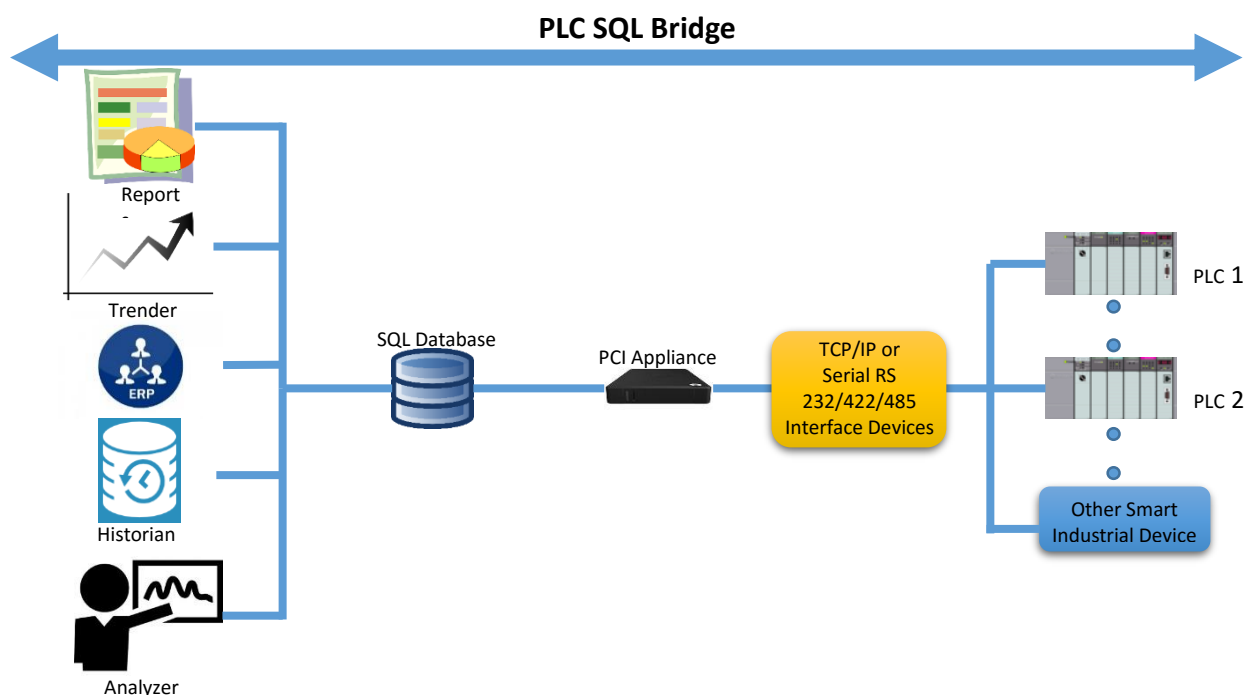 PLC SQL Bridge
Report
Trender
ERP
Historian
Analyzer
SQL Database
PCI Appliance
TCP/IP or
Serial RS
232/422/485
Interface Devices
PLC 1
PLC 2
Other Smart
Industrial Device